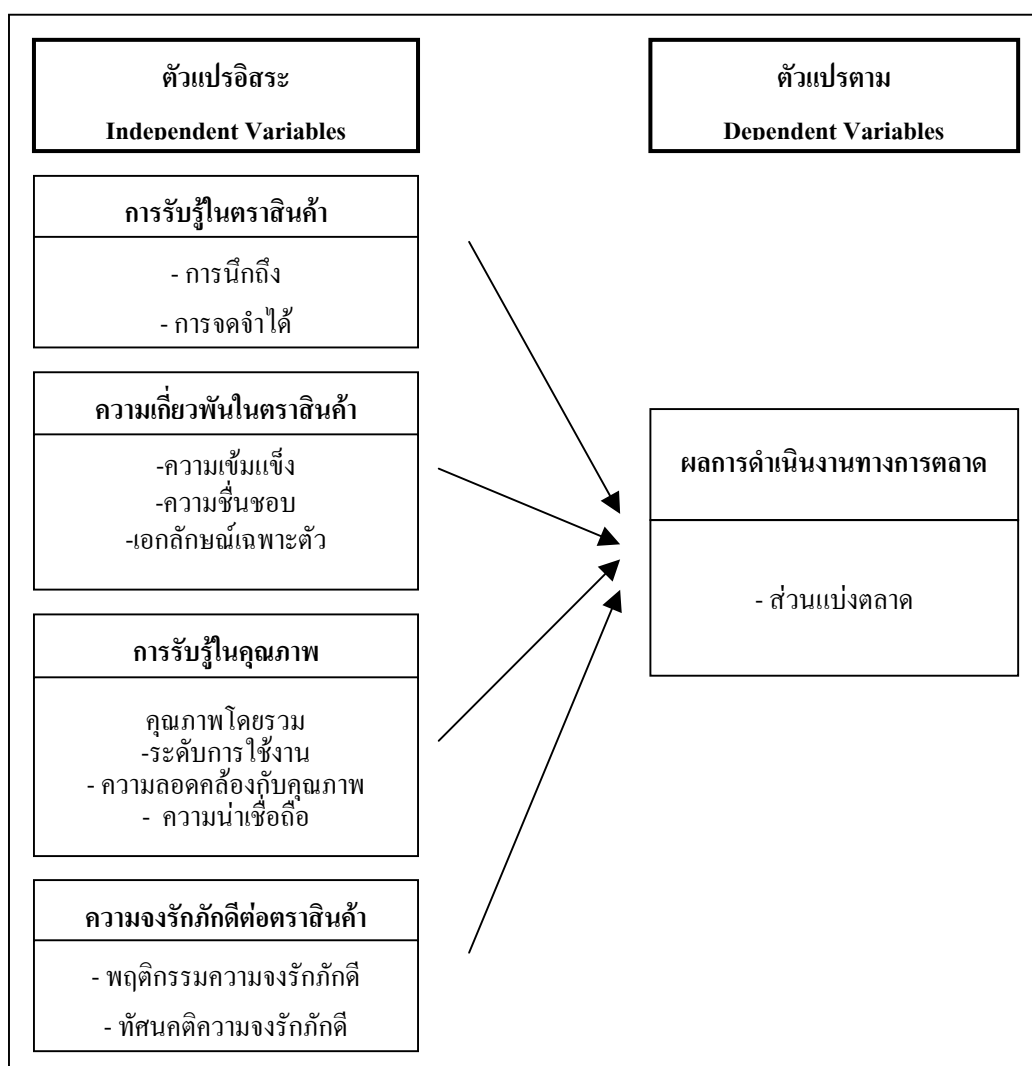 ตัวแปรอิสระ
Independent Variables
ตัวแปรตาม
Dependent Variables
การรับรู้ในตราสินค้า
- การนึกถึง
- การจดจำได้
ความเกี่ยวพันในตราสินค้า
-ความเข้มแข็ง
-ความชื่นชอบ
-เอกลักษณ์เฉพาะตัว
การรับรู้ในคุณภาพ
คุณภาพโดยรวม
-ระดับการใช้งาน
- ความลอดคล้องกับคุณภาพ
- ความน่าเชื่อถือ
ความจงรักภักดีต่อตราสินค้า
- พฤติกรรมความจงรักภักดี
- ทัศนคติความจงรักภักดี
ผลการดำเนินงานทางการตลาด
- ส่วนแบ่งตลาด